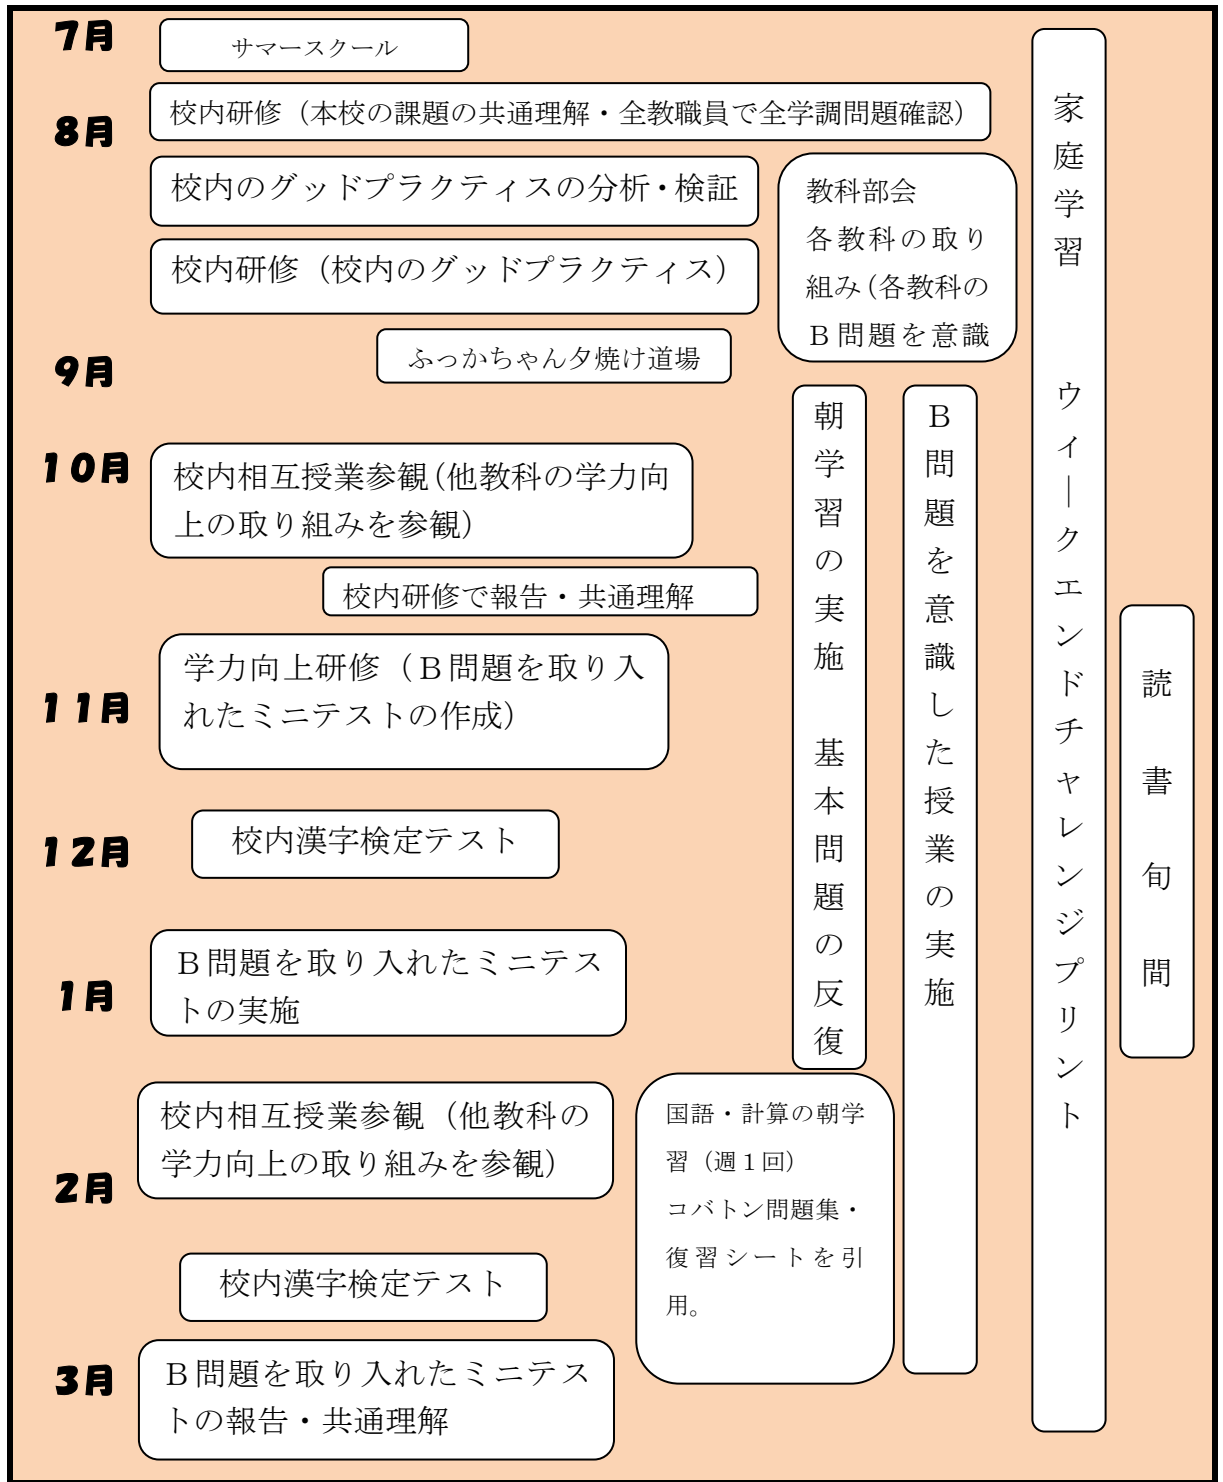 7月
サマースクール
8月
校内研修（本校の課題の共通理解・全教職員で全学調問題確認）
校内のグッドプラクティスの分析・検証
校内研修（校内のグッドプラクティス）
教科部会
各教科の取り
組み（各教科の
Ｂ問題を意識
9月
ふっかちゃん夕焼け道場
10月
校内相互授業参観（他教科の学力向
上の取り組みを参観）
校内研修で報告・共通理解
11月
学力向上研修（Ｂ問題を取り入
れたミニテストの作成）
12月
校内漢字検定テスト
1月
Ｂ問題を取り入れたミニテス
トの実施
2月
校内相互授業参観（他教科の
学力向上の取り組みを参観）
校内漢字検定テスト
3月
Ｂ問題を取り入れたミニテス
トの報告・共通理解
朝学習の実施　基本問題の反復
国語・計算の朝学
習（週１回）
コバトン問題集・
復習シートを引
用。
Ｂ問題を意識した授業の実施
家庭学習　ウィークエンドチャレンジプリント
読書旬間